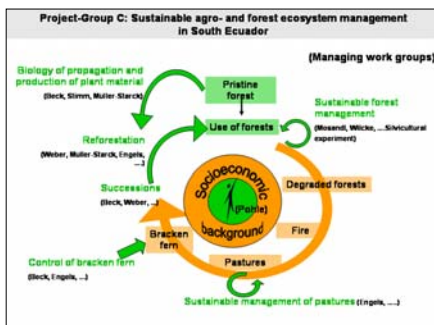 Project-Group C: Sustainable agro- and forest ecosystem management
in South Ecuador
(Managing work groups)
Biology of propagation and
production of plant material
(Beck, Stimm, Muller-Starck)
Pristine
forest
Sustainable forest
management
(Mosandl, Wilcke, ....Silvicultural
experiment)
Use of forests
Reforestation
(Weber, Muller-Starck, Engels,
....)
Successions
(Beck, Weber, ...)
Socioeconomic
background
(Pohle)
Degraded forests
Fire
Bracken
fern
Pastures
Control of bracken fern
(Beck, Engels, ...)
Sustainable management of pastures (Engels, .....)